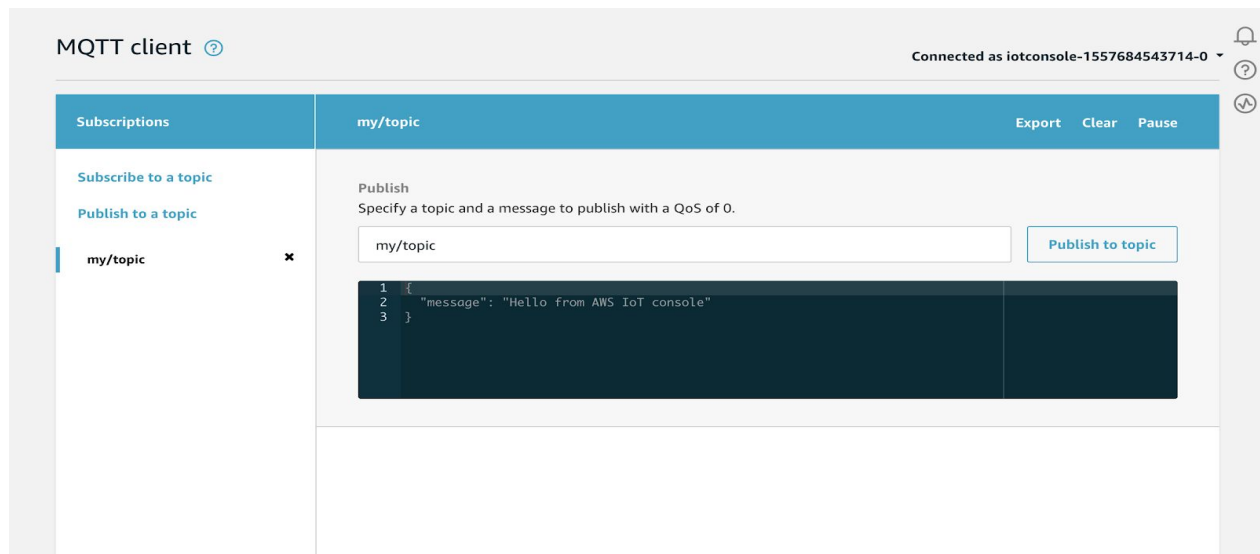 MQTT client
Connected as iotconsole-1557684543714-0
Subscriptions
my/topic
Export Clear Pause
Subscribe to a topic
Publish to a topic
my/topic
Publish
Specify a topic and a message to publish with a QoS of 0.
my/topic
Publish to topic
1 {
2 "message": "Hello from AWS IoT console"
3 }